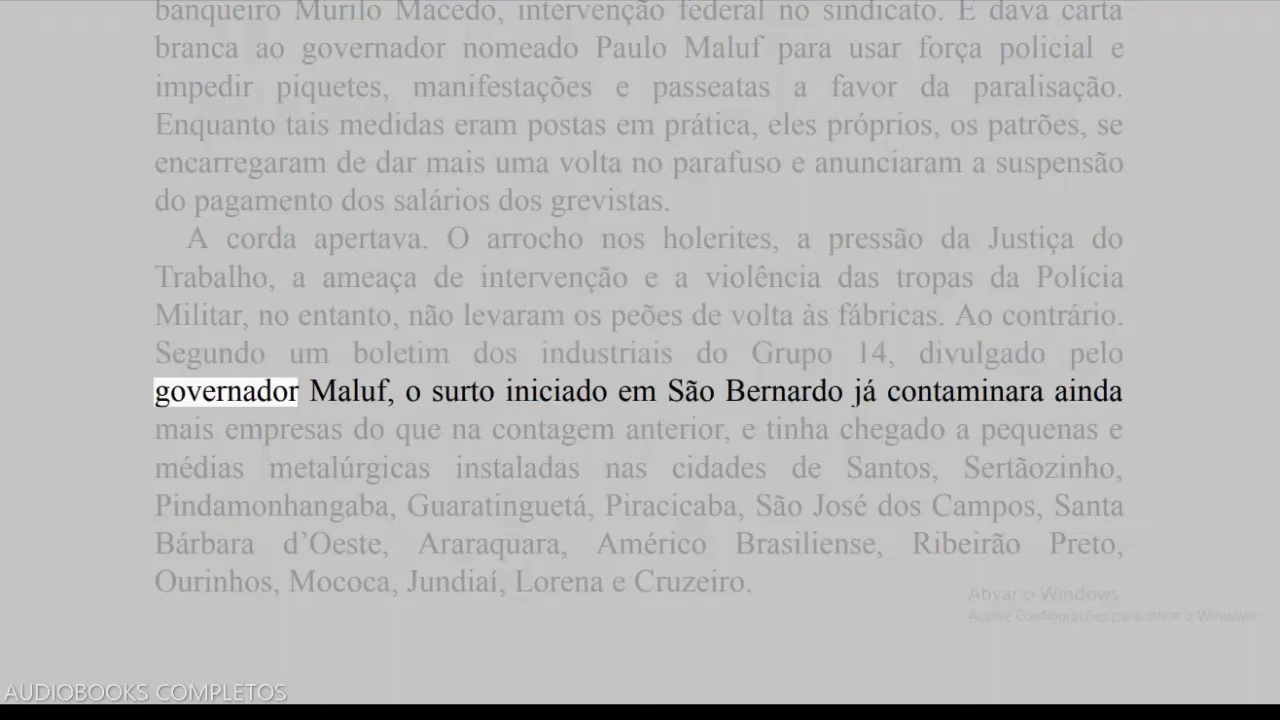 banqueiro Murilo Macedo, intervenção federal no sindicato. E dava carta
branca ao governador nomeado Paulo Maluf para usar força policial e
impedir piquetes, manifestações e passeatas a favor da paralisação.
Enquanto tais medidas eram postas em prática, eles próprios, os patrões, se
encarregaram de dar mais uma volta no parafuso e anunciaram a suspensão
do pagamento dos salários dos grevistas.
A corda apertava. O arrocho nos holerites, a pressão da Justiça do
Trabalho, a ameaça de intervenção e a violência das tropas da Polícia
Militar, no entanto, não levaram os peões de volta às fábricas. Ao contrário.
Segundo um boletim dos industriais do Grupo 14, divulgado pelo
governador Maluf, o surto iniciado em São Bernardo já contaminara ainda
mais empresas do que na contagem anterior, e tinha chegado a pequenas e
médias metalúrgicas instaladas nas cidades de Santos, Sertãozinho,
Pindamonhangaba, Guaratinguetá, Piracicaba, São José dos Campos, Santa
Bárbara d’Oeste, Araraquara, Américo Brasiliense, Ribeirão Preto,
Ourinhos, Mococa, Jundiaí, Lorena e Cruzeiro.
Ativar o Windows
Acesse Configurações para ativar o Windows.
AUDIOBOOKS COMPLETOS